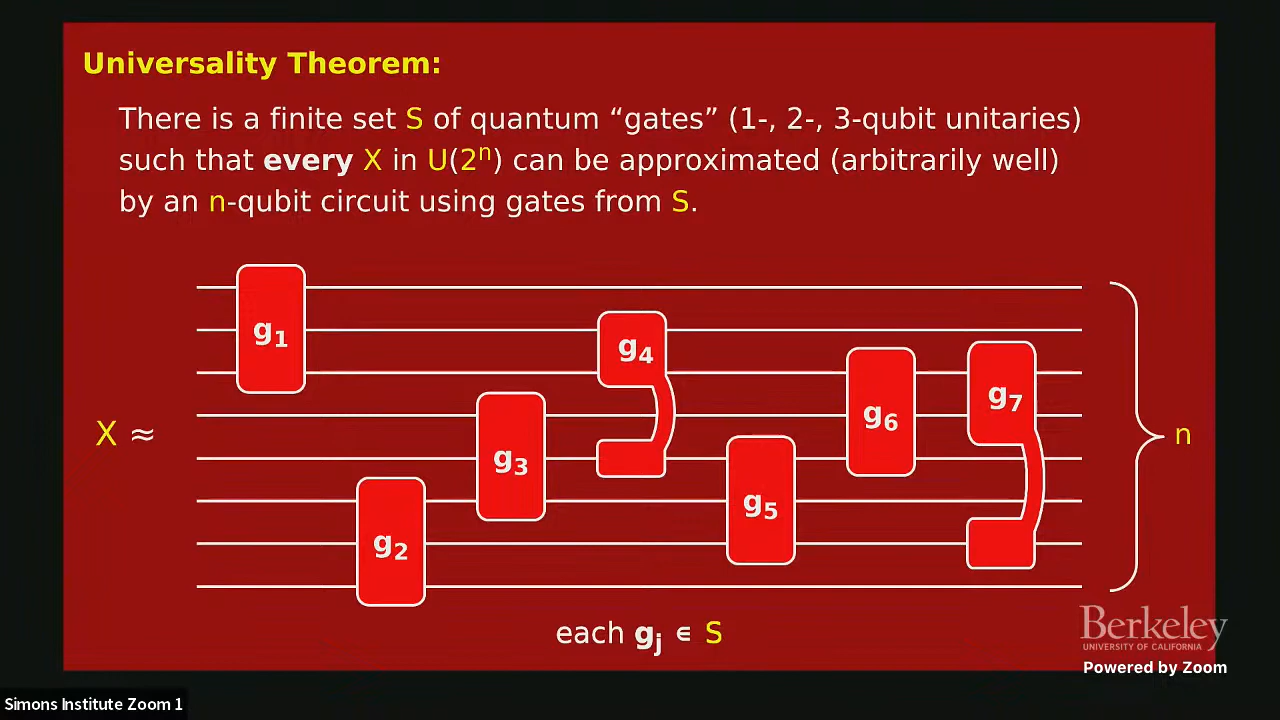 Universality Theorem:
There is a finite set S of quantum “gates” (1-, 2-, 3-qubit unitaries)
such that every X in U(2ⁿ) can be approximated (arbitrarily well)
by an n-qubit circuit using gates from S.
g₁
g₄
g₇
g₆
X ≈
n
g₃
g₅
g₂
each gⱼ ∈ S
Berkeley
UNIVERSITY OF CALIFORNIA
Powered by Zoom
Simons Institute Zoom 1